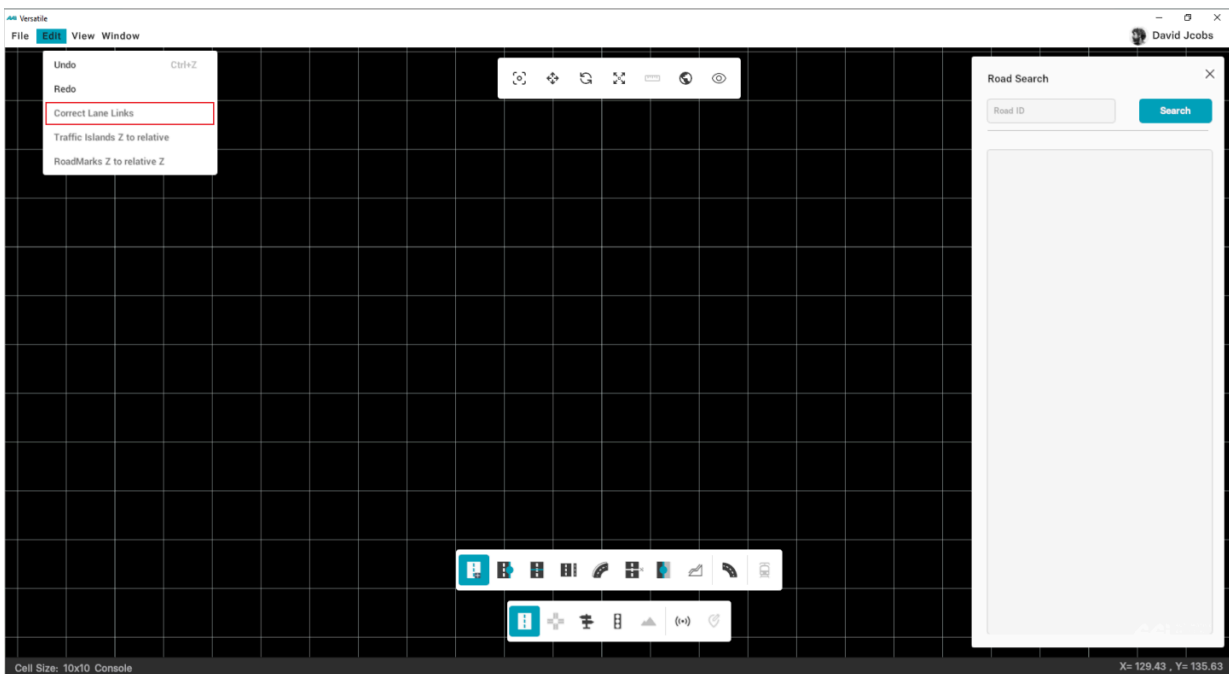 Versatile
File Edit View Window
David Jcobs
Undo Ctrl+Z
Redo
Correct Lane Links
Traffic Islands Z to relative
RoadMarks Z to relative Z
Road Search
Road ID
Search
Cell Size: 10x10 Console
X= 129.43 , Y= 135.63